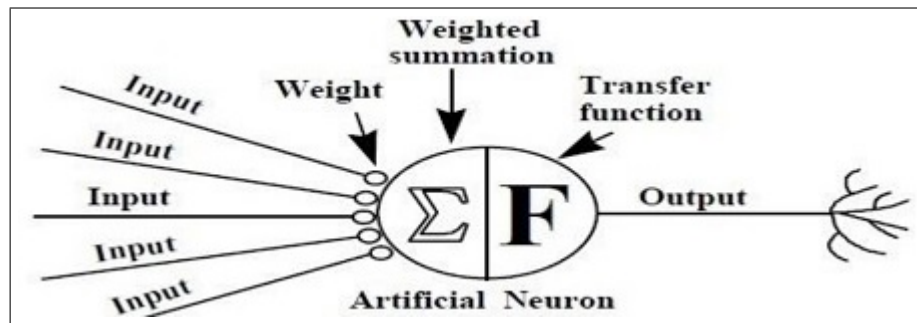 Weighted
summation
Input
Weight
Transfer
function
Input
Input
Σ
F
Output
Input
Input
Artificial Neuron